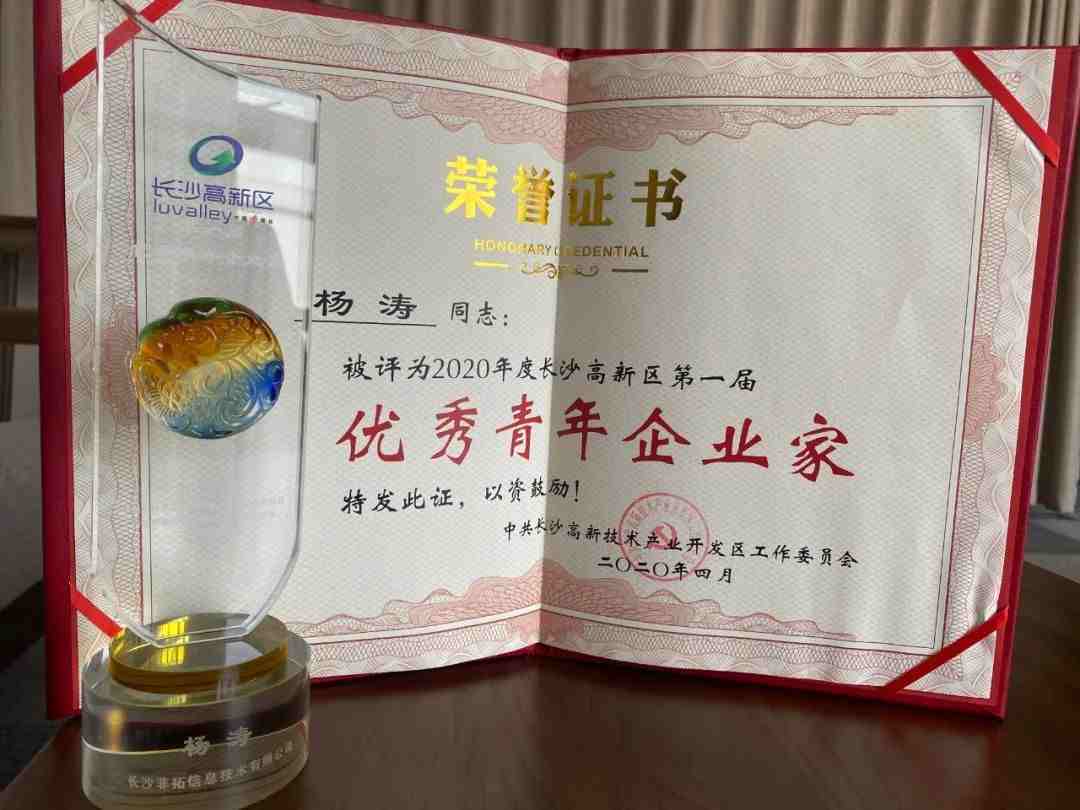 长沙高新区
luvalley
荣誉证书
HONORARY CREDENTIAL
杨 涛 同志：
被评为2020年度长沙高新区第一届
优秀青年企业家
特发此证，以资鼓励！
中共长沙高新技术产业开发区工作委员会
二〇二〇年四月
杨 涛
长沙菲拓信息技术有限公司